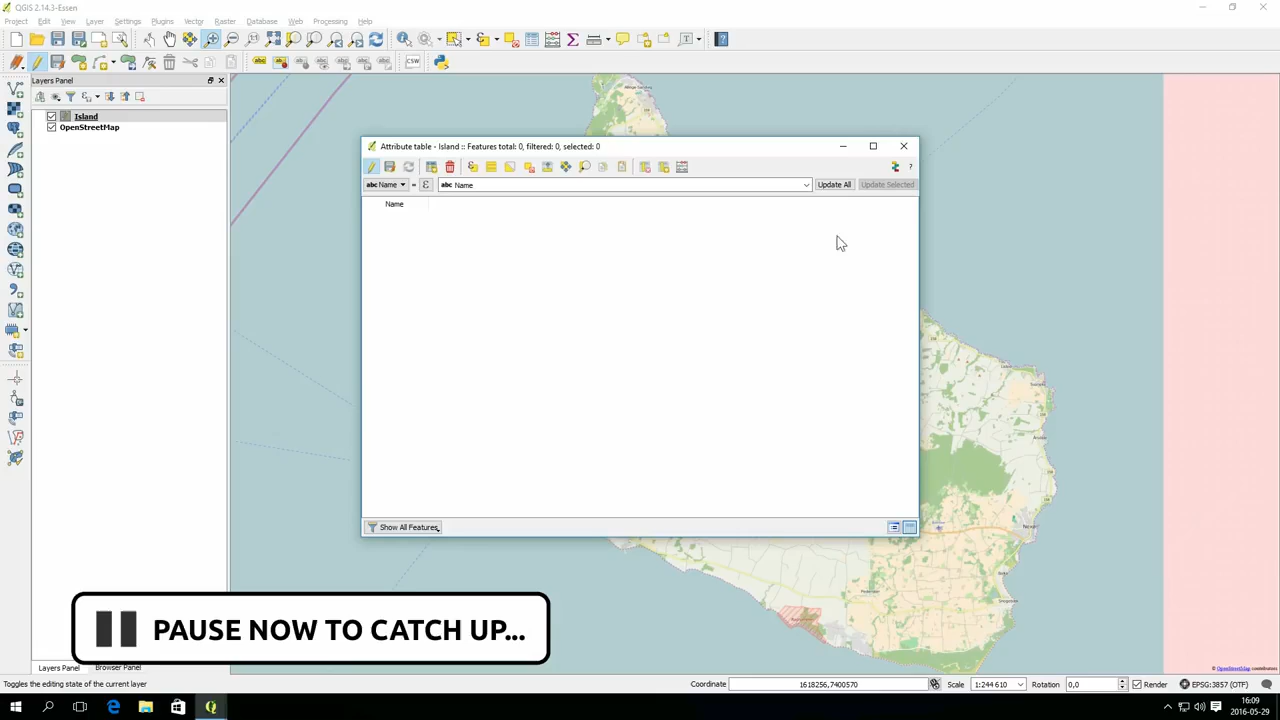 QGIS 2.14.3-Essen
Project Edit View Layer Settings Plugins Vector Raster Database Web Processing Help
Layers Panel
Island
OpenStreetMap
Attribute table - Island :: Features total: 0, filtered: 0, selected: 0
abc Name = ε abc Name Update All Update Selected
Name
Show All Features
PAUSE NOW TO CATCH UP...
Layers Panel Browser Panel
© OpenStreetMap contributors
Toggles the editing state of the current layer
Coordinate 1618256,7400570 Scale 1:244 610 Rotation 0,0 Render EPSG:3857 (OTF)
16:09
2016-05-29